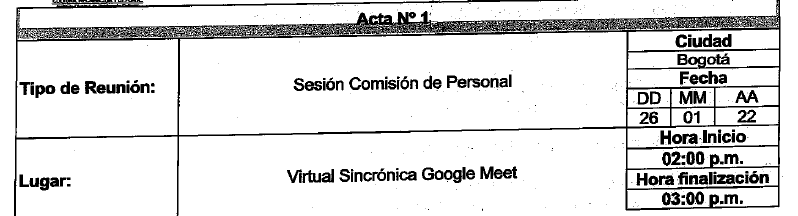 Acta Nº 1
Tipo de Reunión:
Sesión Comisión de Personal
Ciudad
Bogotá
Fecha
DD MM AA
26 01 22
Lugar:
Virtual Sincrónica Google Meet
Hora Inicio
02:00 p.m.
Hora finalización
03:00 p.m.